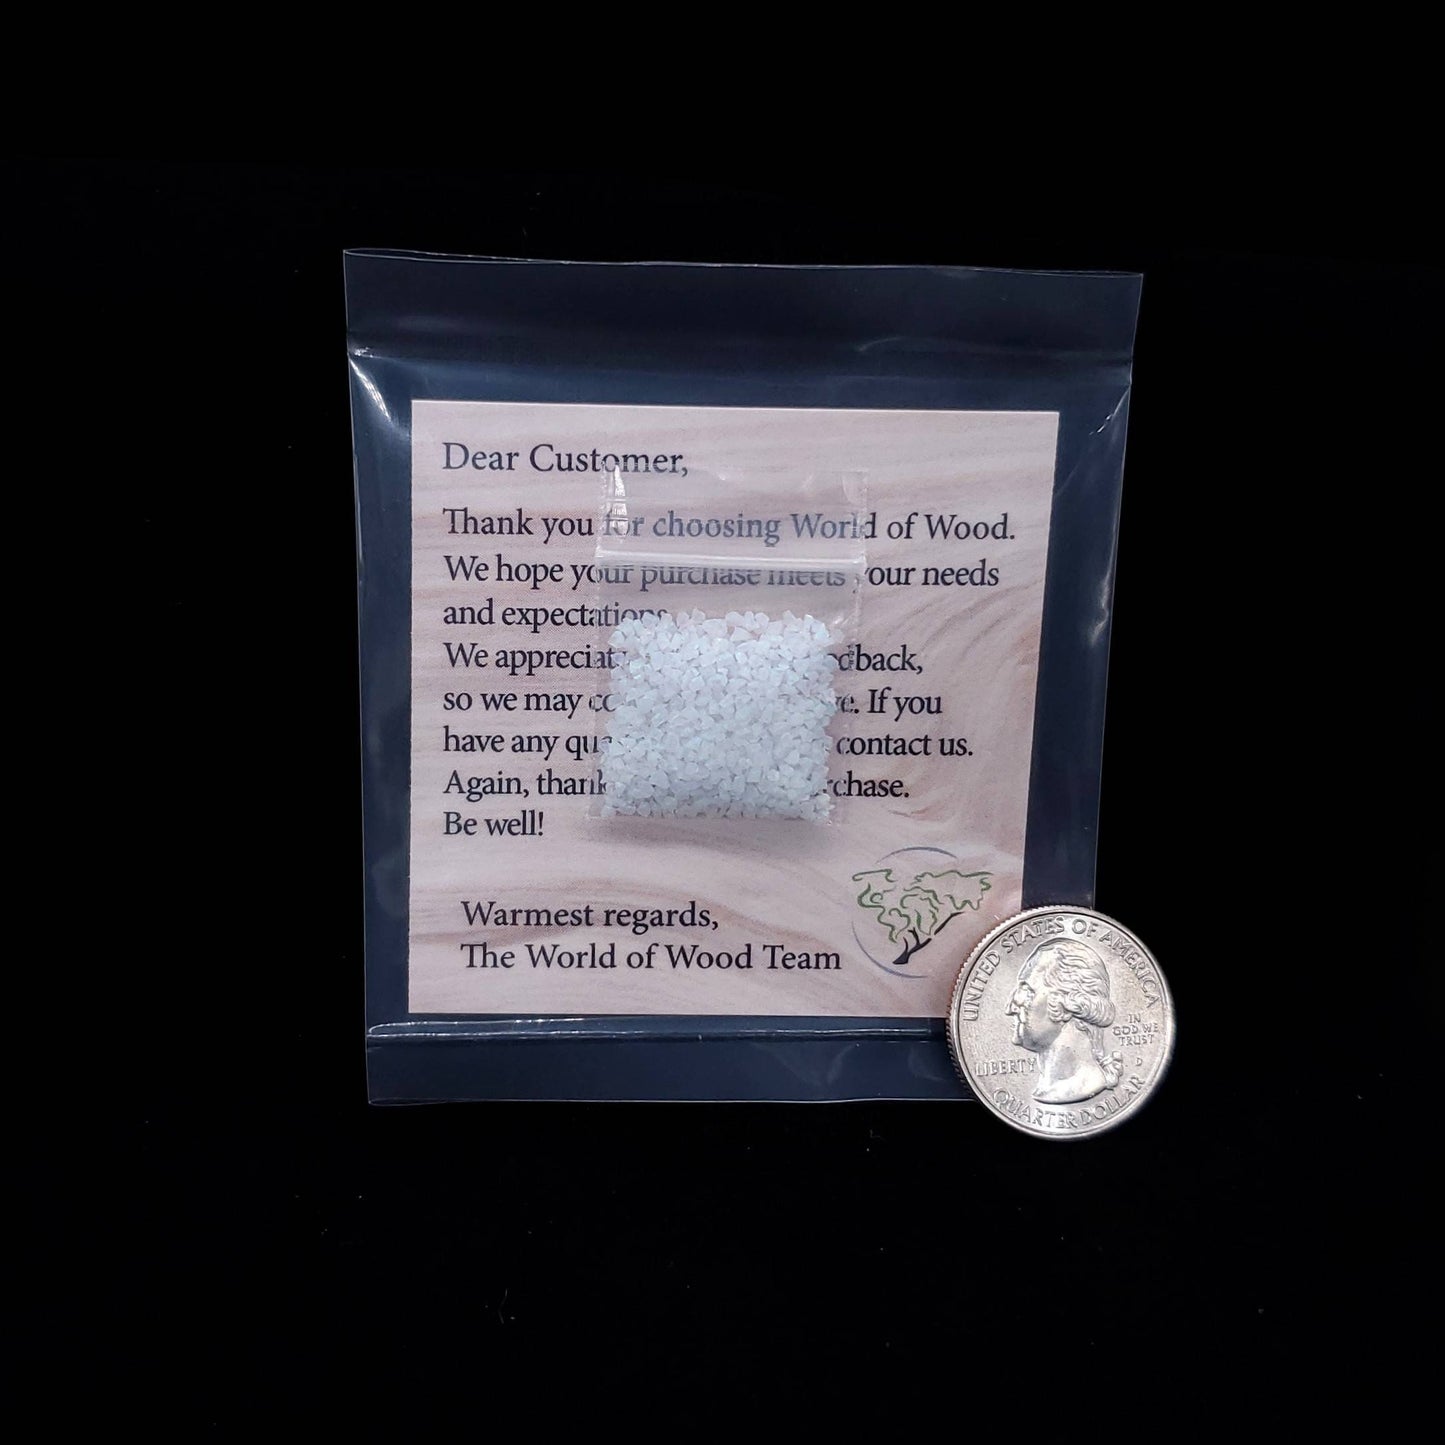 Dear Customer,
Thank you for choosing World of Wood.
We hope your purchase meets your needs
and expectations
We appreciat dback,
so we may co e. If you
have any qu contact us.
Again, thank chase.
Be well!
Warmest regards,
The World of Wood Team
UNITED STATES OF AMERICA
IN
GOD WE
TRUST
LIBERTY
D
QUARTER DOLLAR